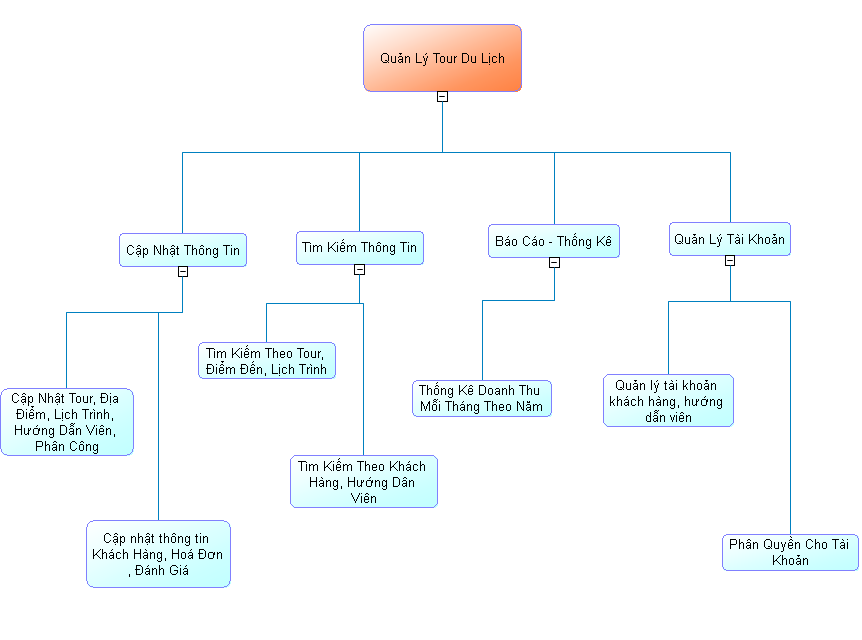 Quản Lý Tour Du Lịch
Cập Nhật Thông Tin
Tìm Kiếm Thông Tin
Báo Cáo - Thống Kê
Quản Lý Tài Khoản
Cập Nhật Tour, Địa
Điểm, Lịch Trình,
Hướng Dẫn Viên,
Phân Công
Cập nhật thông tin
Khách Hàng, Hoá Đơn
, Đánh Giá
Tìm Kiếm Theo Tour,
Điểm Đến, Lịch Trình
Tìm Kiếm Theo Khách
Hàng, Hướng Dẫn
Viên
Thống Kê Doanh Thu
Mỗi Tháng Theo Năm
Quản lý tài khoản
khách hàng, hướng
dẫn viên
Phân Quyền Cho Tài
Khoản